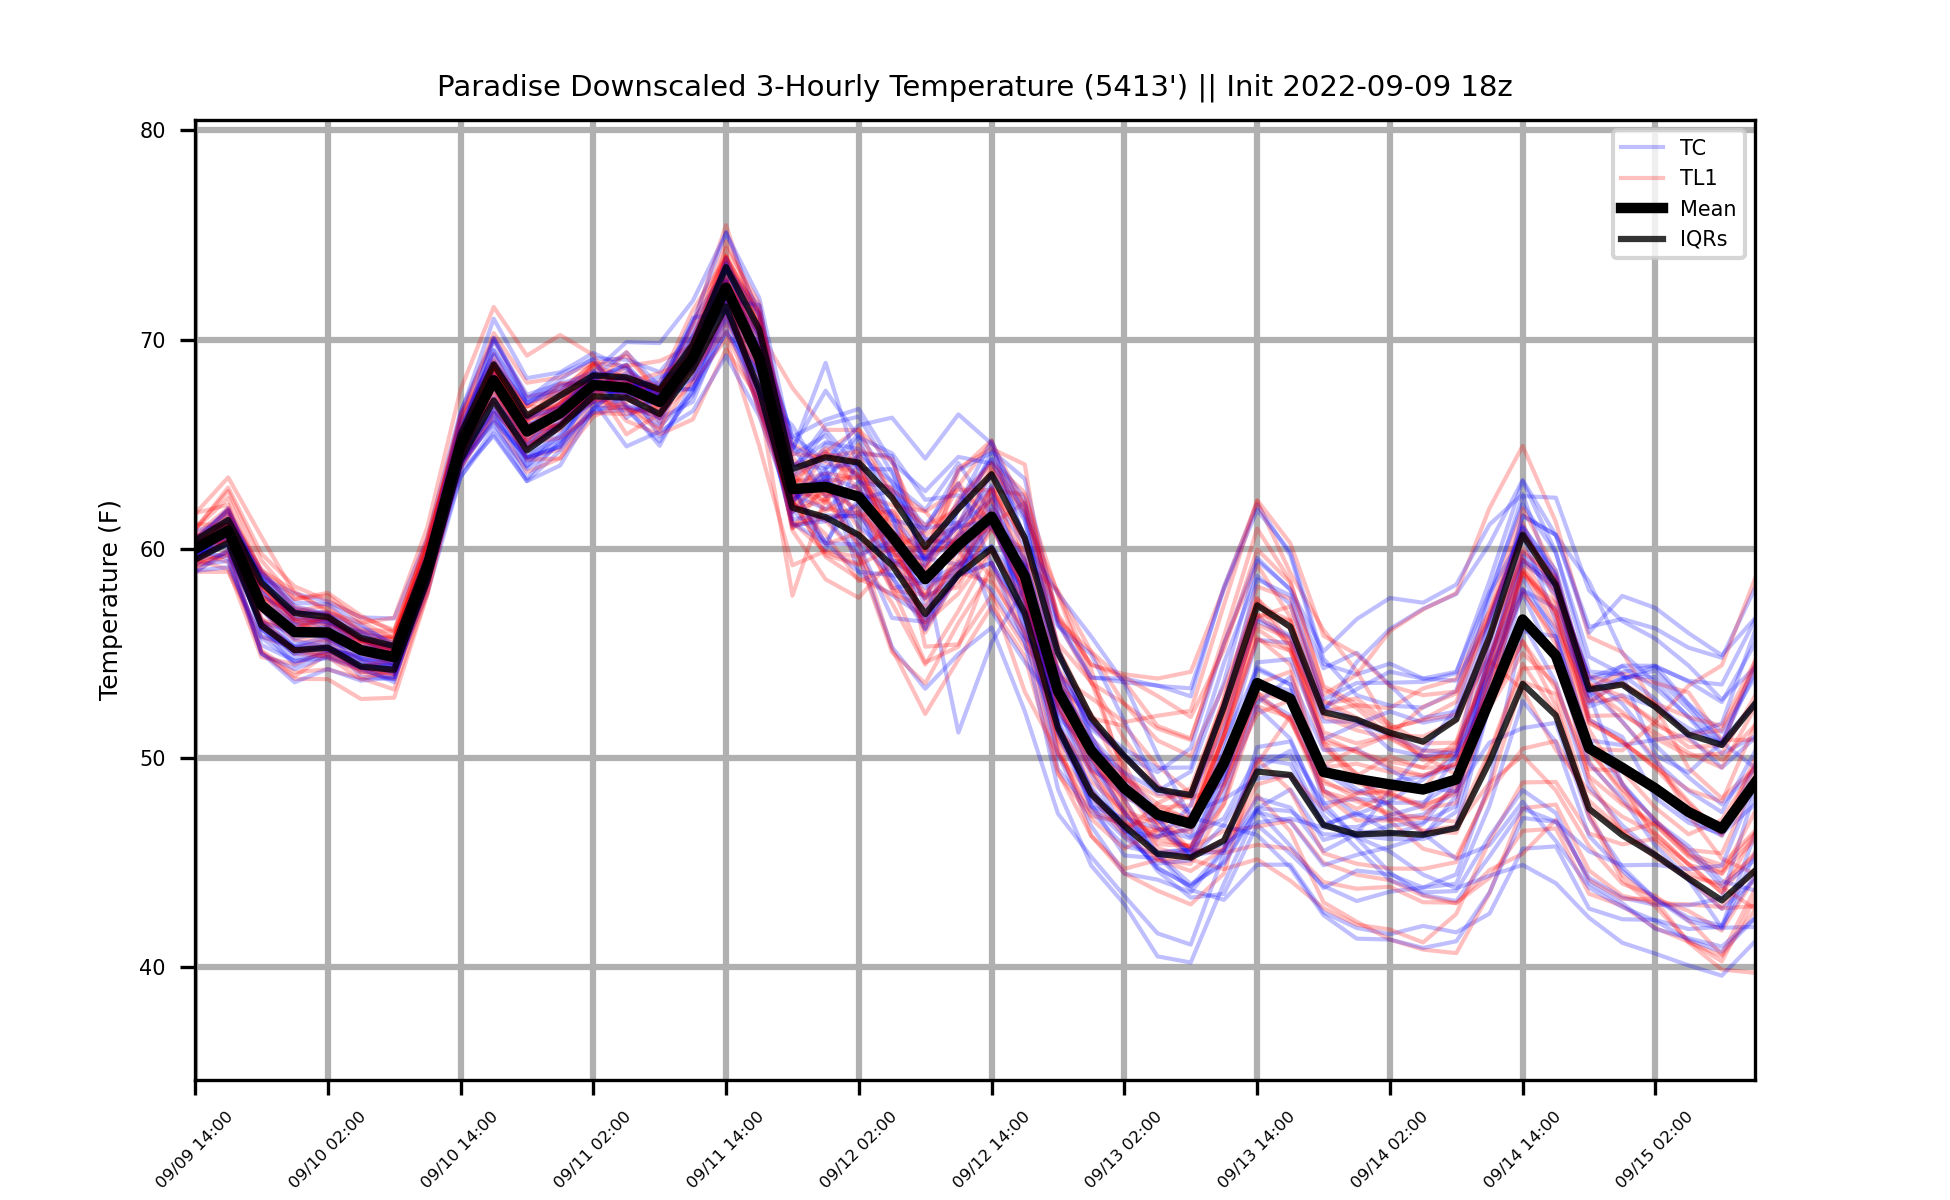 Paradise Downscaled 3-Hourly Temperature (5413') || Init 2022-09-09 18z
TC
TL1
Mean
IQRs
Temperature (F)
80
70
60
50
40
09/09 14:00
09/10 02:00
09/10 14:00
09/11 02:00
09/11 14:00
09/12 02:00
09/12 14:00
09/13 02:00
09/13 14:00
09/14 02:00
09/14 14:00
09/15 02:00